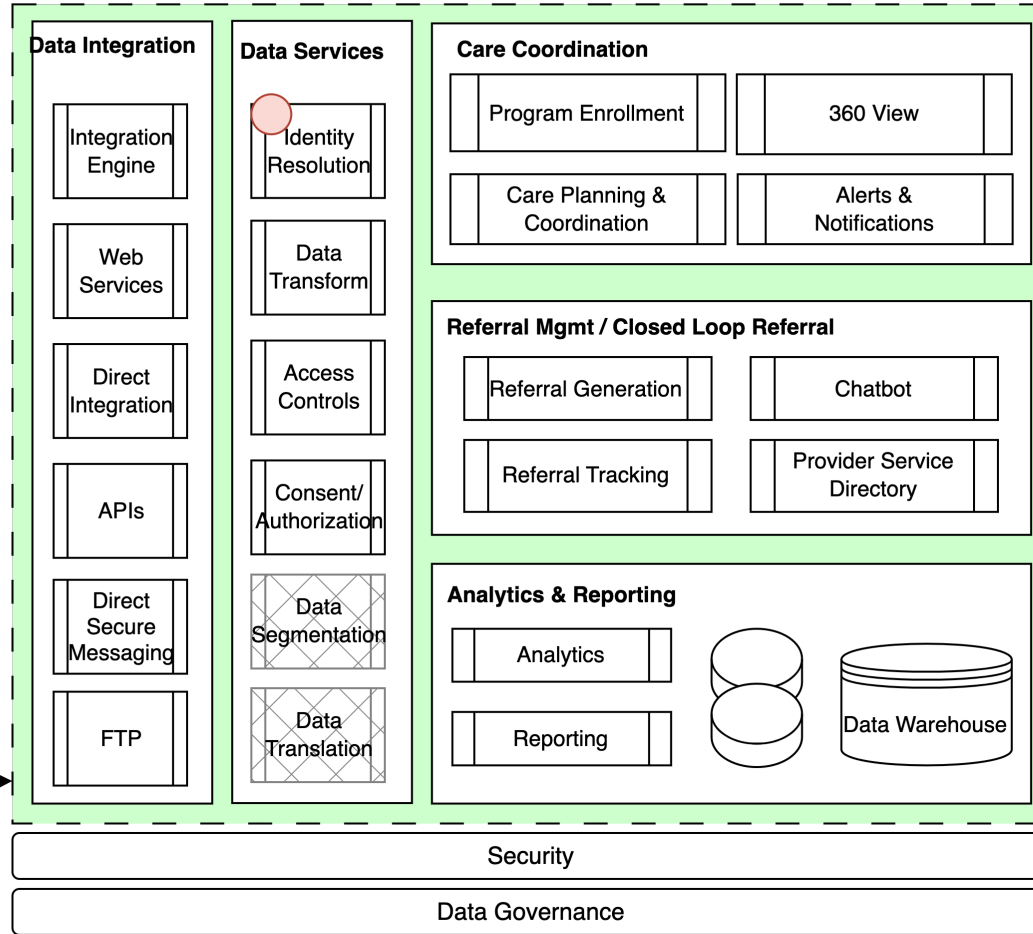 Data Integration
Integration
Engine
Web
Services
Direct
Integration
APIs
Direct
Secure
Messaging
FTP
Data Services
Identity
Resolution
Data
Transform
Access
Controls
Consent/
Authorization
Data
Segmentation
Data
Translation
Care Coordination
Program Enrollment
360 View
Care Planning &
Coordination
Alerts &
Notifications
Referral Mgmt / Closed Loop Referral
Referral Generation
Chatbot
Referral Tracking
Provider Service
Directory
Analytics & Reporting
Analytics
Reporting
Data Warehouse
Security
Data Governance